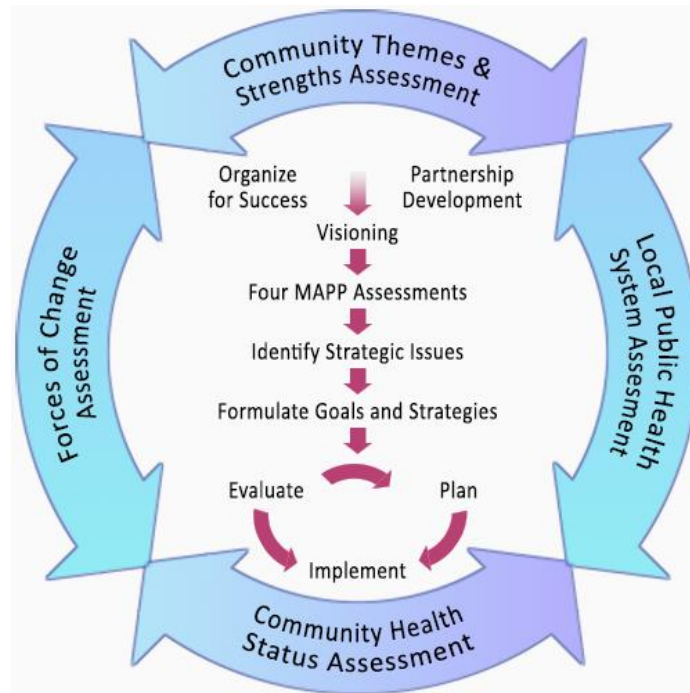 Community Themes &
Strengths Assessment
Organize
for Success
Partnership
Development
Visioning
Four MAPP Assessments
Identify Strategic Issues
Formulate Goals and Strategies
Evaluate
Plan
Implement
Forces of Change
Assessment
Local Public Health
System Assesment
Community Health
Status Assessment